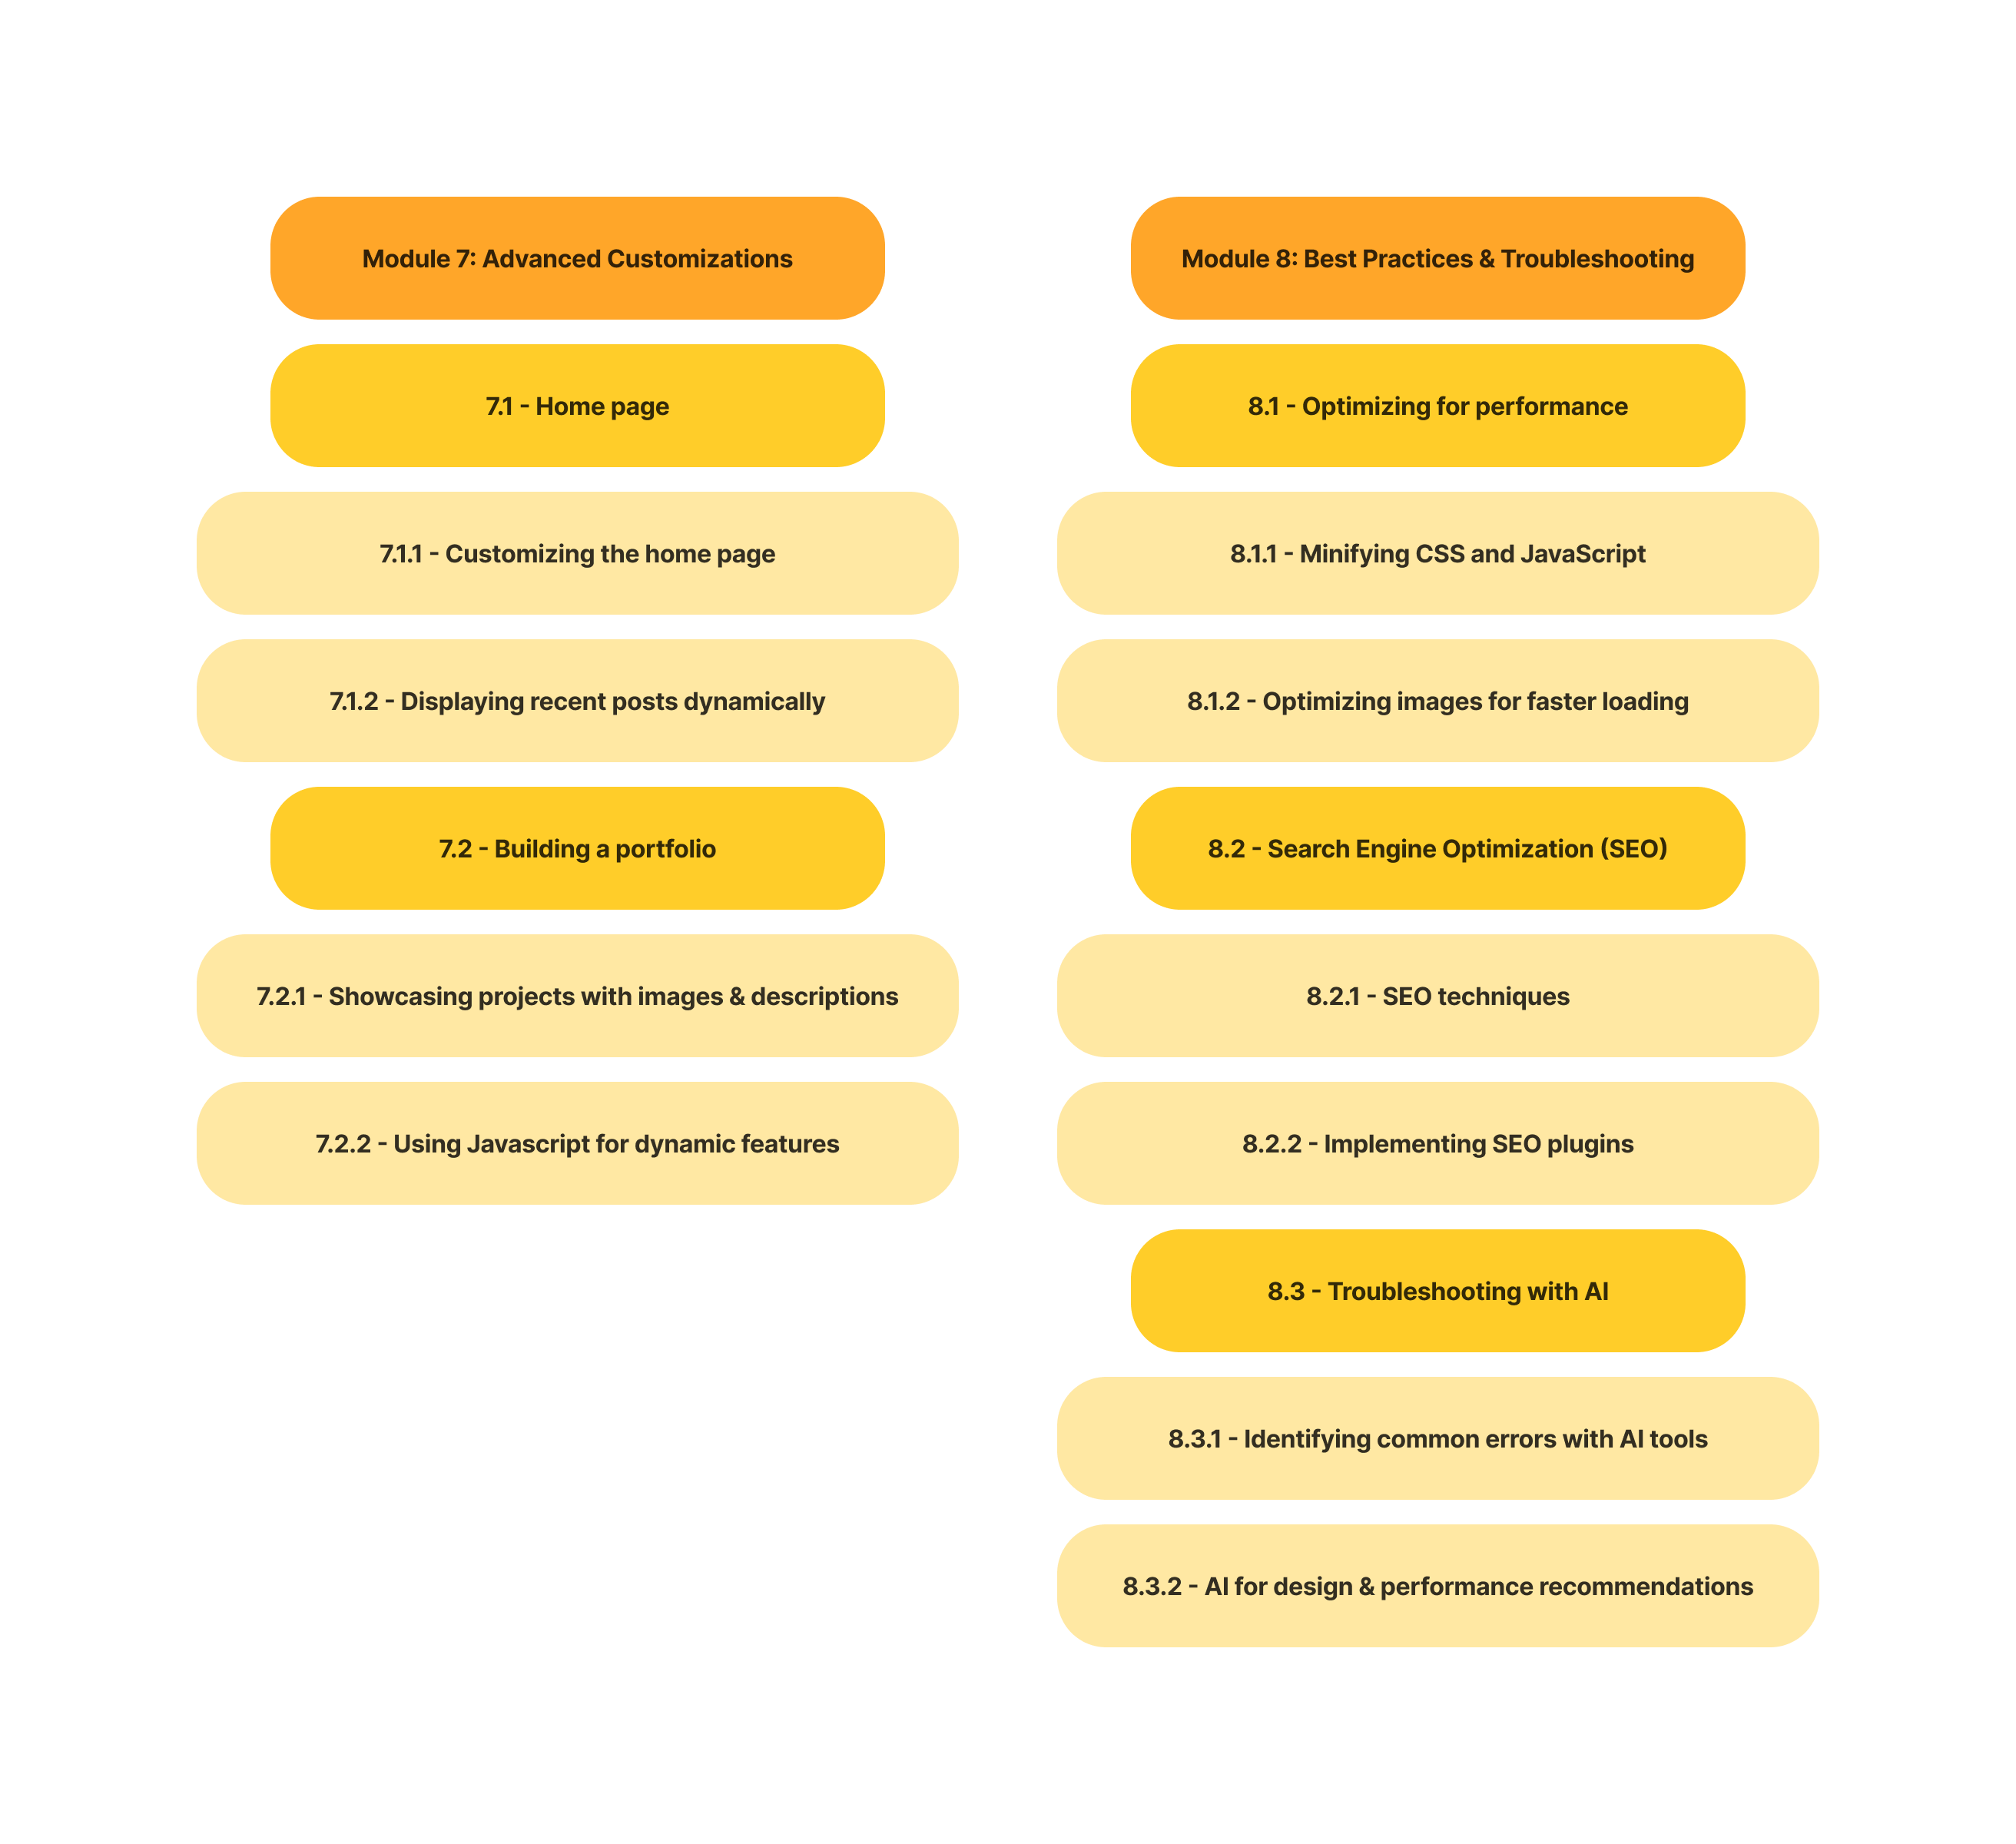 Module 7: Advanced Customizations
7.1 - Home page
7.1.1 - Customizing the home page
7.1.2 - Displaying recent posts dynamically
7.2 - Building a portfolio
7.2.1 - Showcasing projects with images & descriptions
7.2.2 - Using Javascript for dynamic features
Module 8: Best Practices & Troubleshooting
8.1 - Optimizing for performance
8.1.1 - Minifying CSS and JavaScript
8.1.2 - Optimizing images for faster loading
8.2 - Search Engine Optimization (SEO)
8.2.1 - SEO techniques
8.2.2 - Implementing SEO plugins
8.3 - Troubleshooting with AI
8.3.1 - Identifying common errors with AI tools
8.3.2 - AI for design & performance recommendations